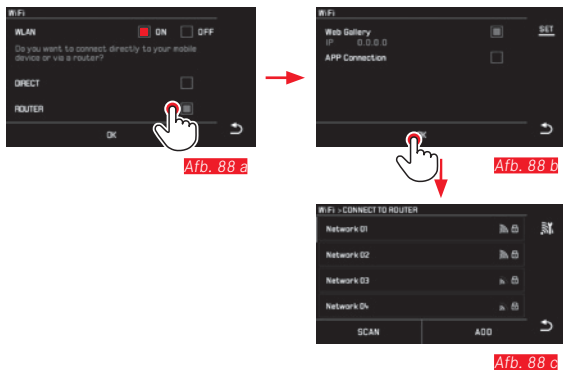 WiFi
WLAN ON OFF
Do you want to connect directly to your mobile
device or via a router?
DIRECT
ROUTER
OK
Afb. 88 a
WiFi
Web Gallery
IP 0.0.0.0
APP Connection
SET
Afb. 88 b
WiFi > CONNECT TO ROUTER
Network 01
Network 02
Network 03
Network 04
SCAN ADD
Afb. 88 c